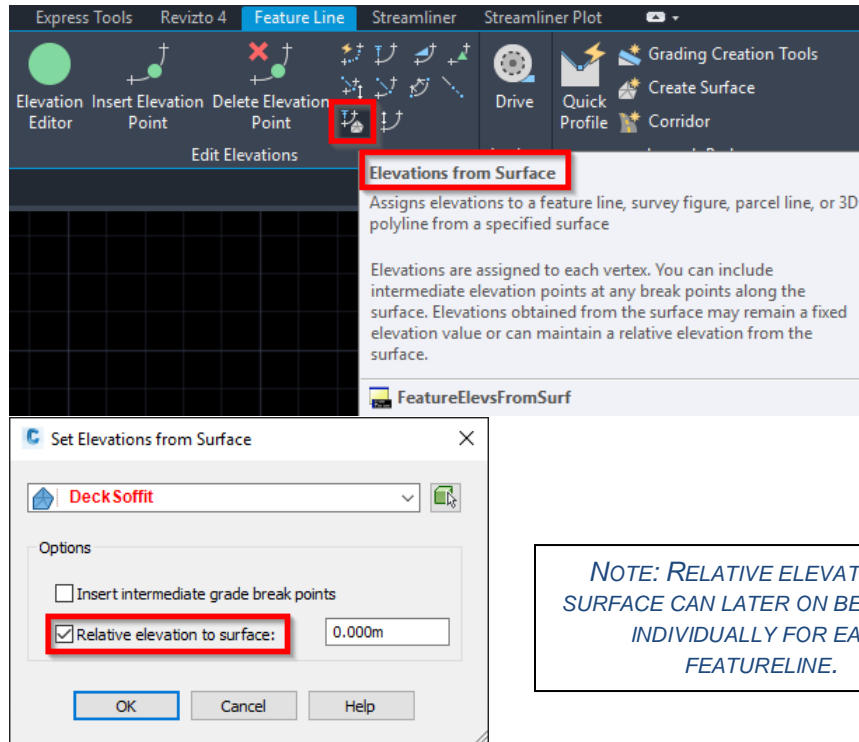 Express Tools Revizto 4 Feature Line Streamliner Streamliner Plot
Elevation Editor
Insert Elevation Point
Delete Elevation Point
Drive
Quick Profile
Grading Creation Tools
Create Surface
Corridor
Edit Elevations
Elevations from Surface
Assigns elevations to a feature line, survey figure, parcel line, or 3D
polyline from a specified surface
Elevations are assigned to each vertex. You can include
intermediate elevation points at any break points along the
surface. Elevations obtained from the surface may remain a fixed
elevation value or can maintain a relative elevation from the
surface.
FeatureElevsFromSurf
Set Elevations from Surface
DeckSoffit
Options
Insert intermediate grade break points
Relative elevation to surface: 0.000m
OK Cancel Help
NOTE: RELATIVE
SURFACE CAN LATER ON
INDIVIDUALLY FOR
FEATURELINE.